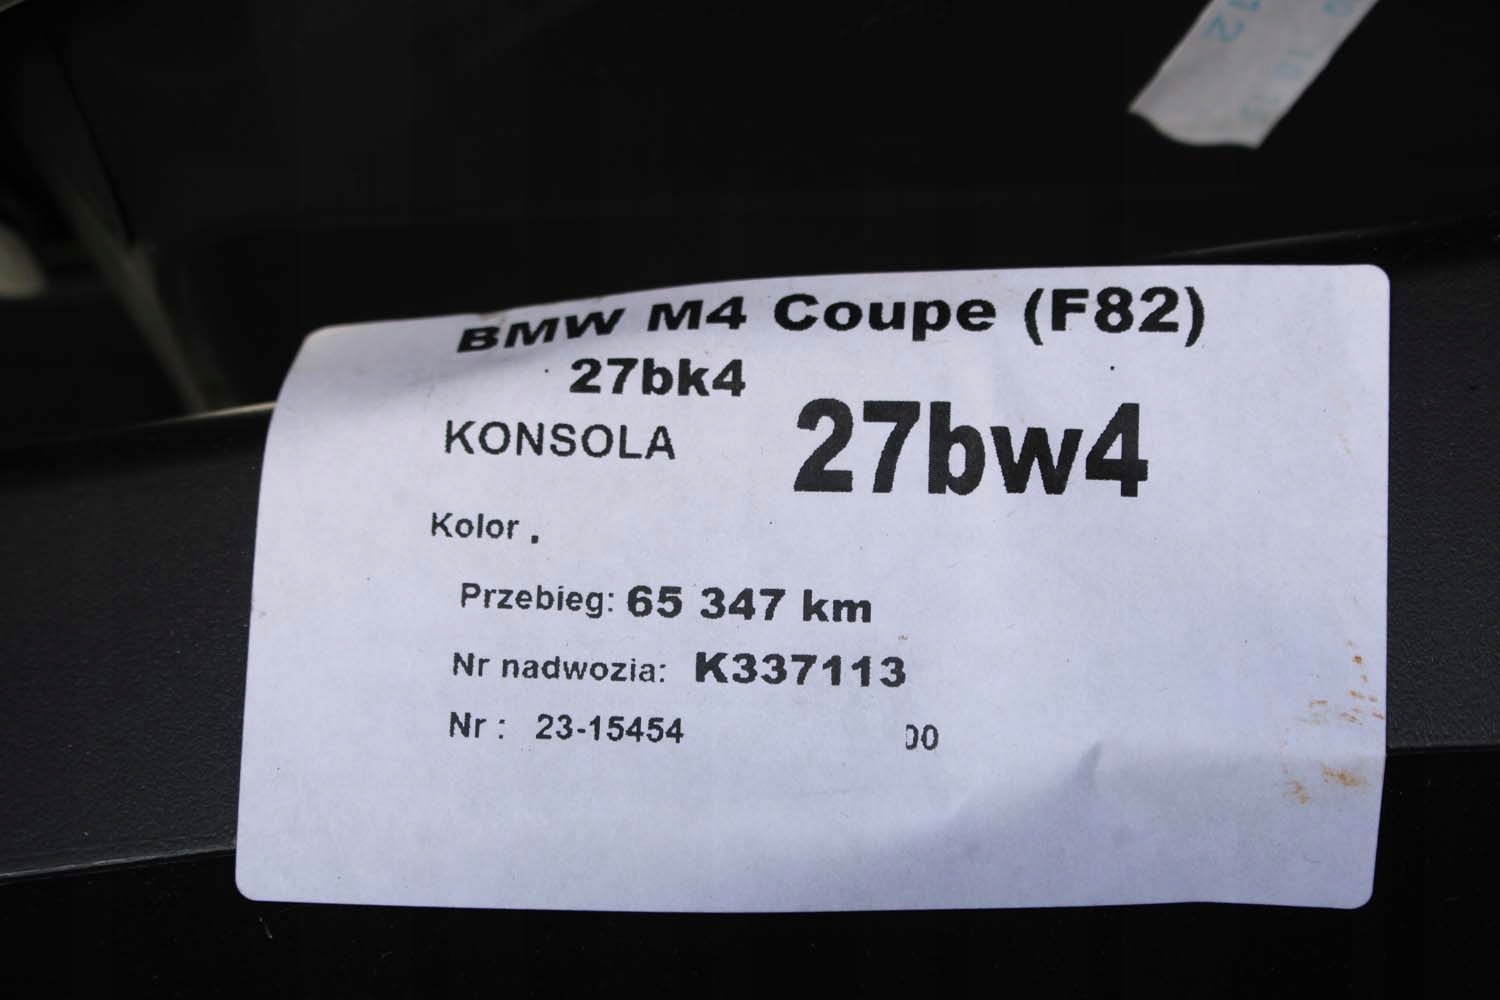 BMW M4 Coupe (F82)
27bk4
KONSOLA 27bw4
Kolor .
Przebieg: 65 347 km
Nr nadwozia: K337113
Nr : 23-15454 00
12